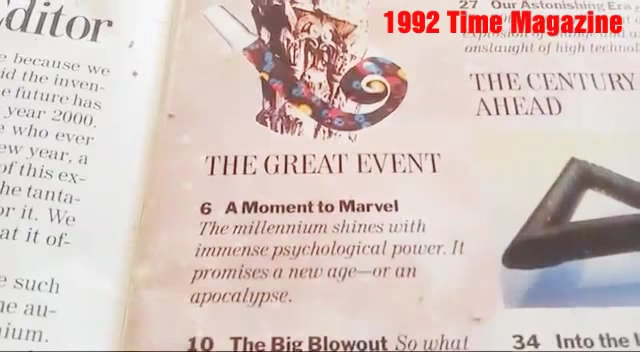 1992 Time Magazine
ditor
e because we
id the inven-
e future has
year 2000.
e who ever
ew year, a
of this ex-
he tanta-
or it. We
at it of-
e such
he au-
ium.
THE GREAT EVENT
6 A Moment to Marvel
The millennium shines with
immense psychological power. It
promises a new age—or an
apocalypse.
10 The Big Blowout So what
27 Our Astonishing Era
onslaught of high technol
THE CENTURY
AHEAD
34 Into the